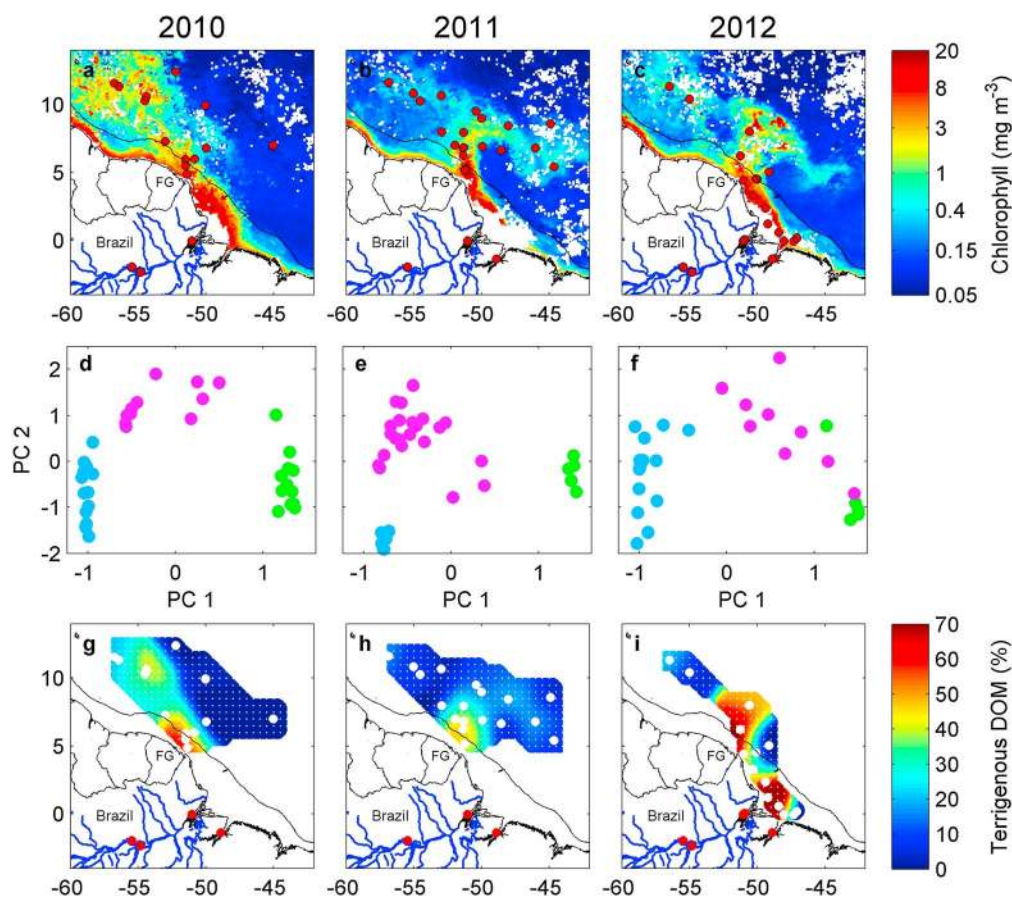 2010 2011 2012
a b c
10
5
0
FG FG FG
Brazil Brazil Brazil
-60 -55 -50 -45 -60 -55 -50 -45 -60 -55 -50 -45
20
8
3
1
0.4
0.15
0.05
Chlorophyll (mg m⁻³)
d e f
2
1
0
-1
-2
PC 2
-1 0 1 -1 0 1 -1 0 1
PC 1 PC 1
g h i
10
5
0
FG FG FG
Brazil Brazil Brazil
-60 -55 -50 -45 -60 -55 -50 -45 -60 -55 -50 -45
70
60
50
40
30
20
10
0
Terrigenous DOM (%)